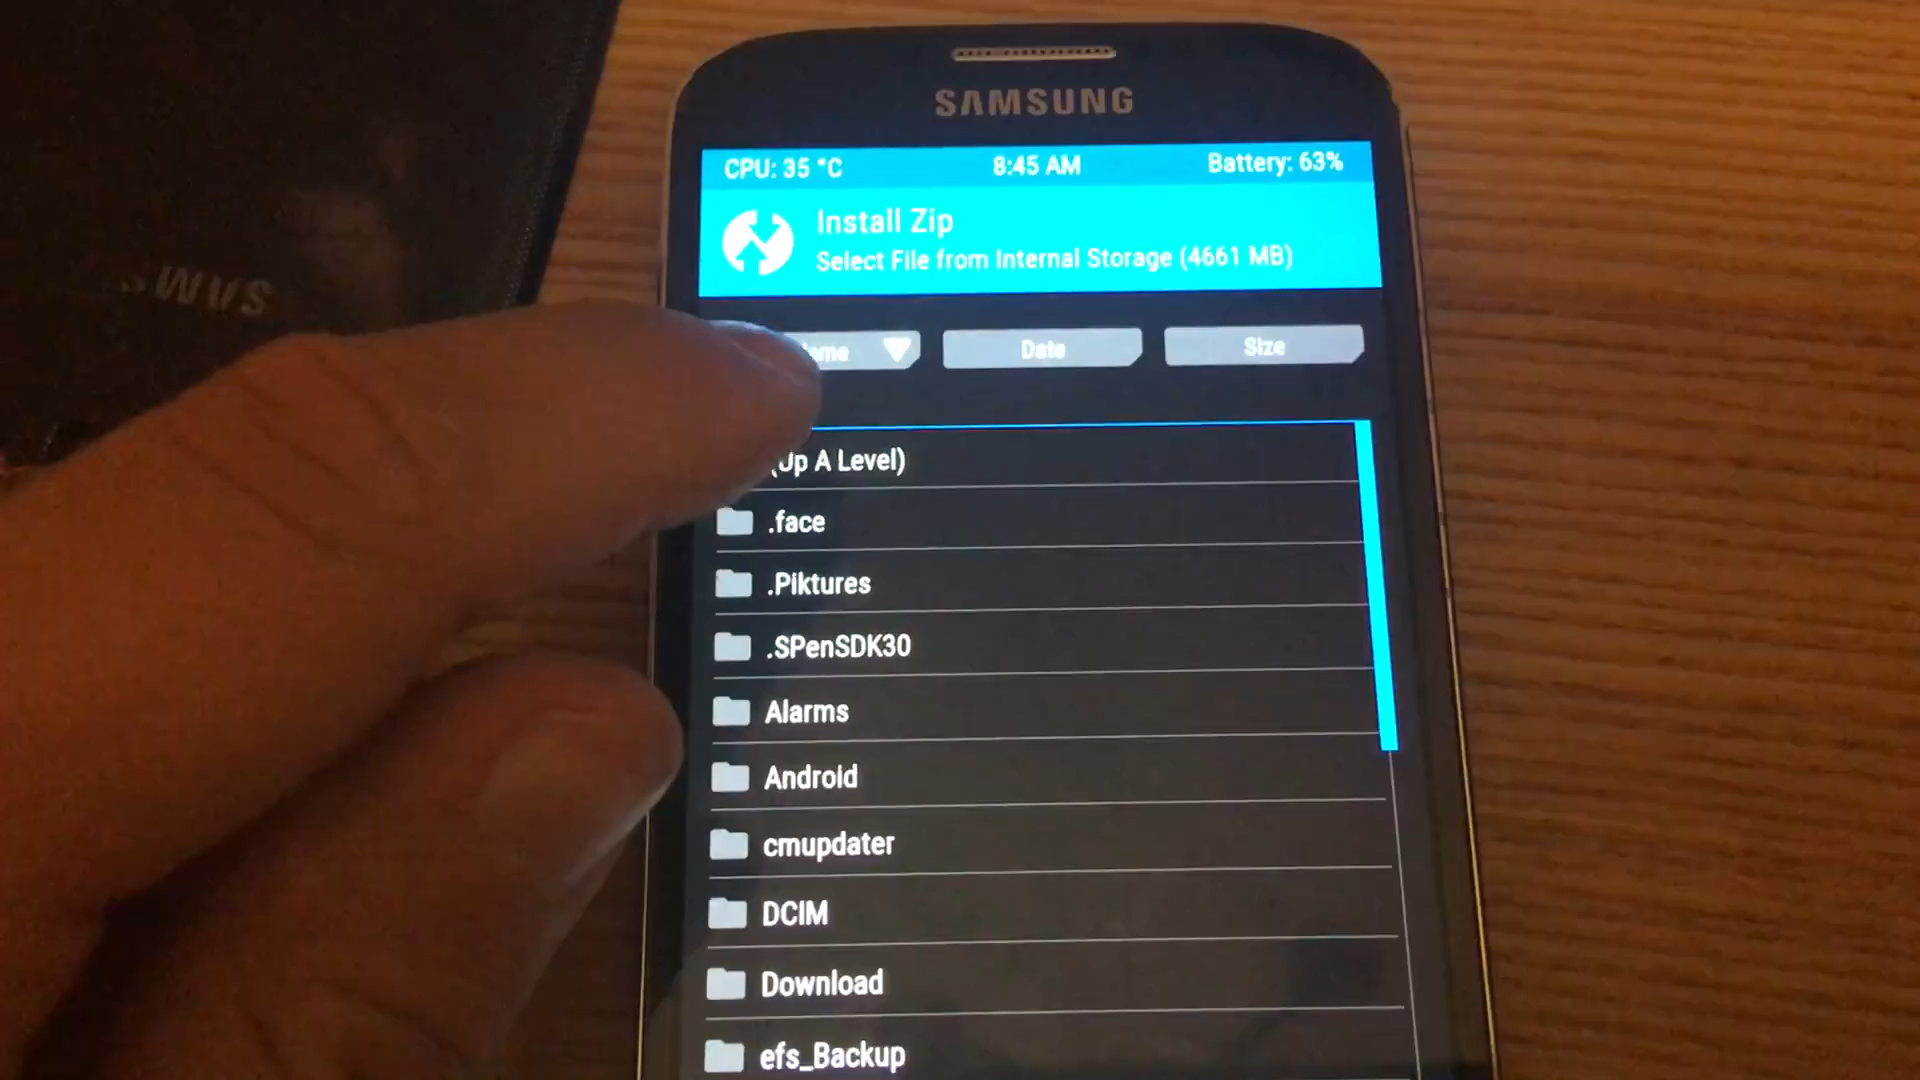 SAMSUNG
CPU: 35 °C 8:45 AM Battery: 63%
Install Zip
Select File from Internal Storage (4661 MB)
Date Size
(Up A Level)
.face
.Piktures
.SPenSDK30
Alarms
Android
cmupdater
DCIM
Download
efs_Backup